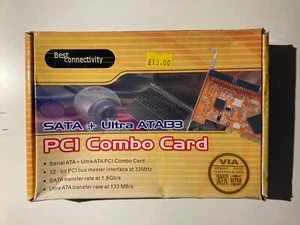 £13.00
Best
connectivity
SATA + Ultra ATA133
PCI Combo Card
Serial ATA + Ultra ATA PCI Combo Card
32 - bit PCI bus master interface at 33MHz
SATA transfer rate at 1.5Gb/s
Ultra ATA transfer rate at 133 MB/s
VIA